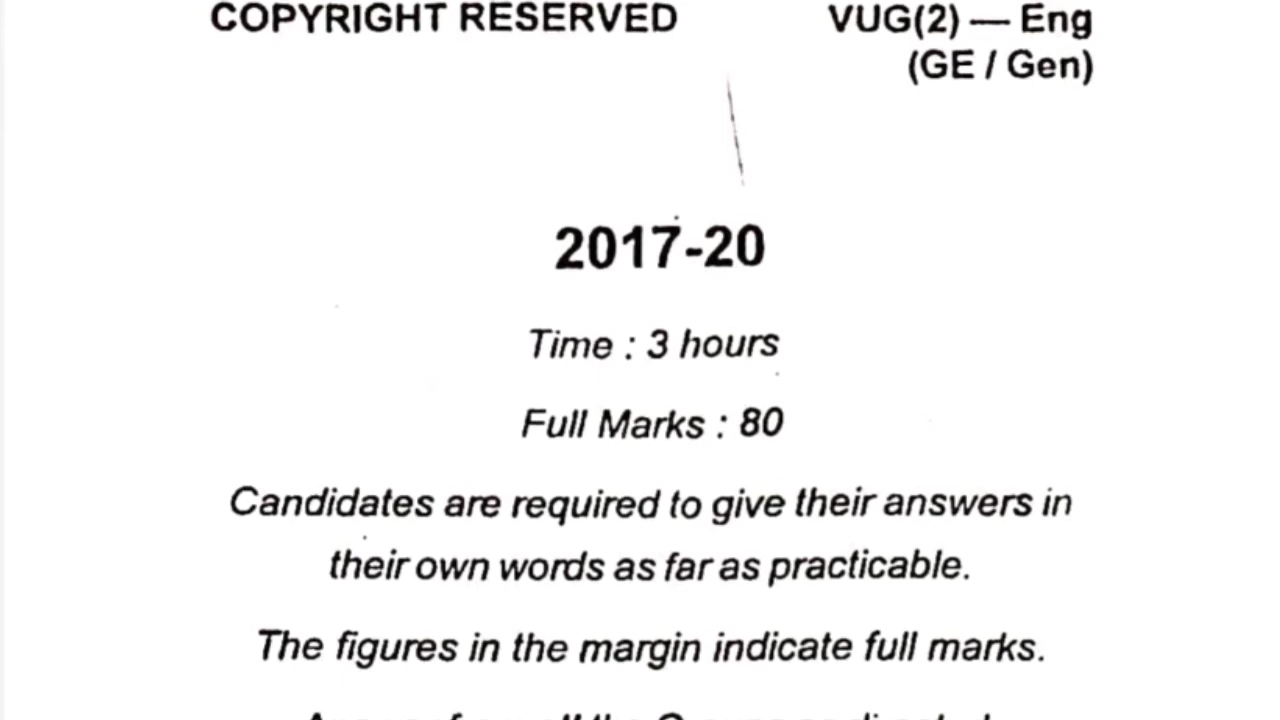 COPYRIGHT RESERVED VUG(2) — Eng
(GE / Gen)
2017-20
Time : 3 hours
Full Marks : 80
Candidates are required to give their answers in
their own words as far as practicable.
The figures in the margin indicate full marks.